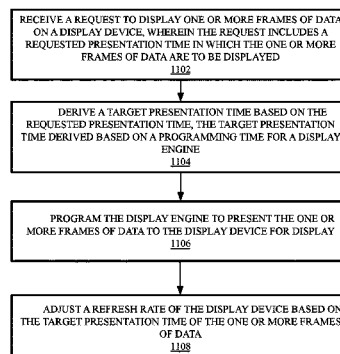 RECEIVE A REQUEST TO DISPLAY ONE OR MORE FRAMES OF DATA
ON A DISPLAY DEVICE, WHEREIN THE REQUEST INCLUDES A
REQUESTED PRESENTATION TIME IN WHICH THE ONE OR MORE
FRAMES OF DATA ARE TO BE DISPLAYED
1102
DERIVE A TARGET PRESENTATION TIME BASED ON THE
REQUESTED PRESENTATION TIME, THE TARGET PRESENTATION
TIME DERIVED BASED ON A PROGRAMMING TIME FOR A DISPLAY
ENGINE
1104
PROGRAM THE DISPLAY ENGINE TO PRESENT THE ONE OR
MORE FRAMES OF DATA TO THE DISPLAY DEVICE FOR DISPLAY
1106
ADJUST A REFRESH RATE OF THE DISPLAY DEVICE BASED ON
THE TARGET PRESENTATION TIME OF THE ONE OR MORE FRAMES
OF DATA
1108